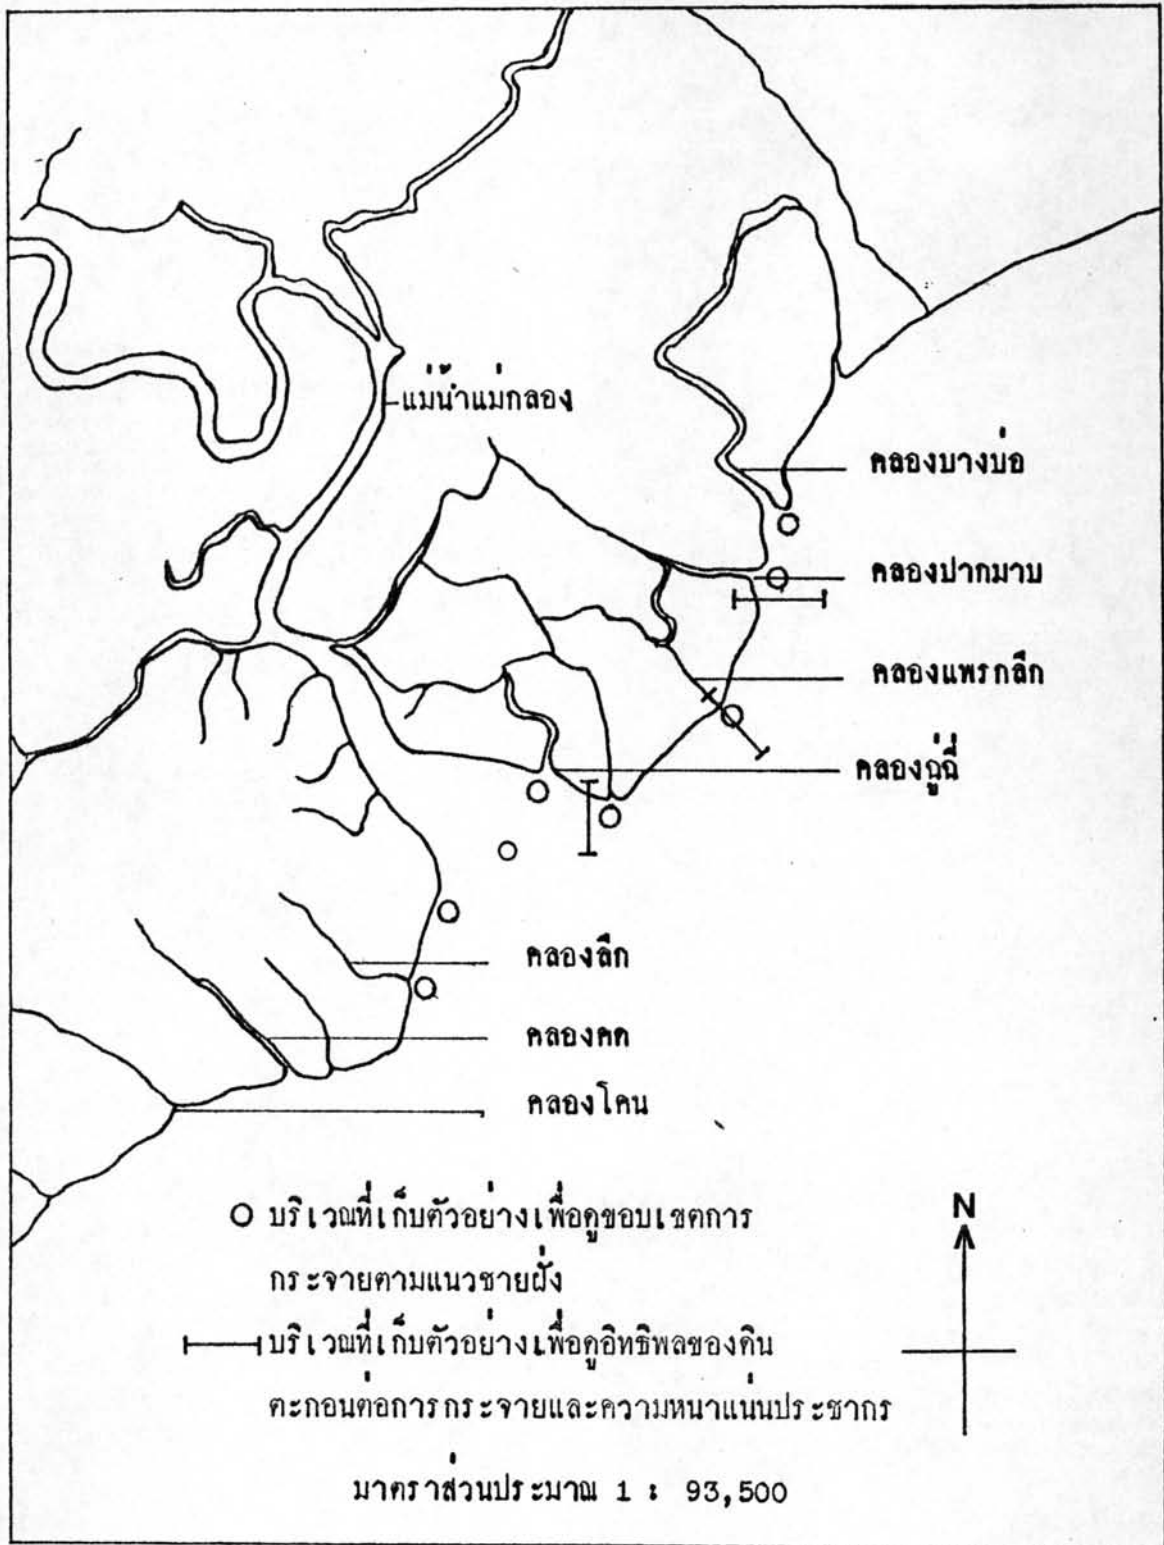 แม่น้ำแม่กลอง
คลองบางบ่อ
คลองปากมาบ
คลองแพรกลึก
คลองฉู่ฉี่
คลองลึก
คลองคต
คลองโคน
บริเวณที่เก็บตัวอย่างเพื่อดูขอบเขตการ
กระจายตามแนวชายฝั่ง
บริเวณที่เก็บตัวอย่างเพื่อดูอิทธิพลของดิน
ตะกอนต่อการกระจายและความหนาแน่นประชากร
N
มาตราส่วนประมาณ 1 : 93,500